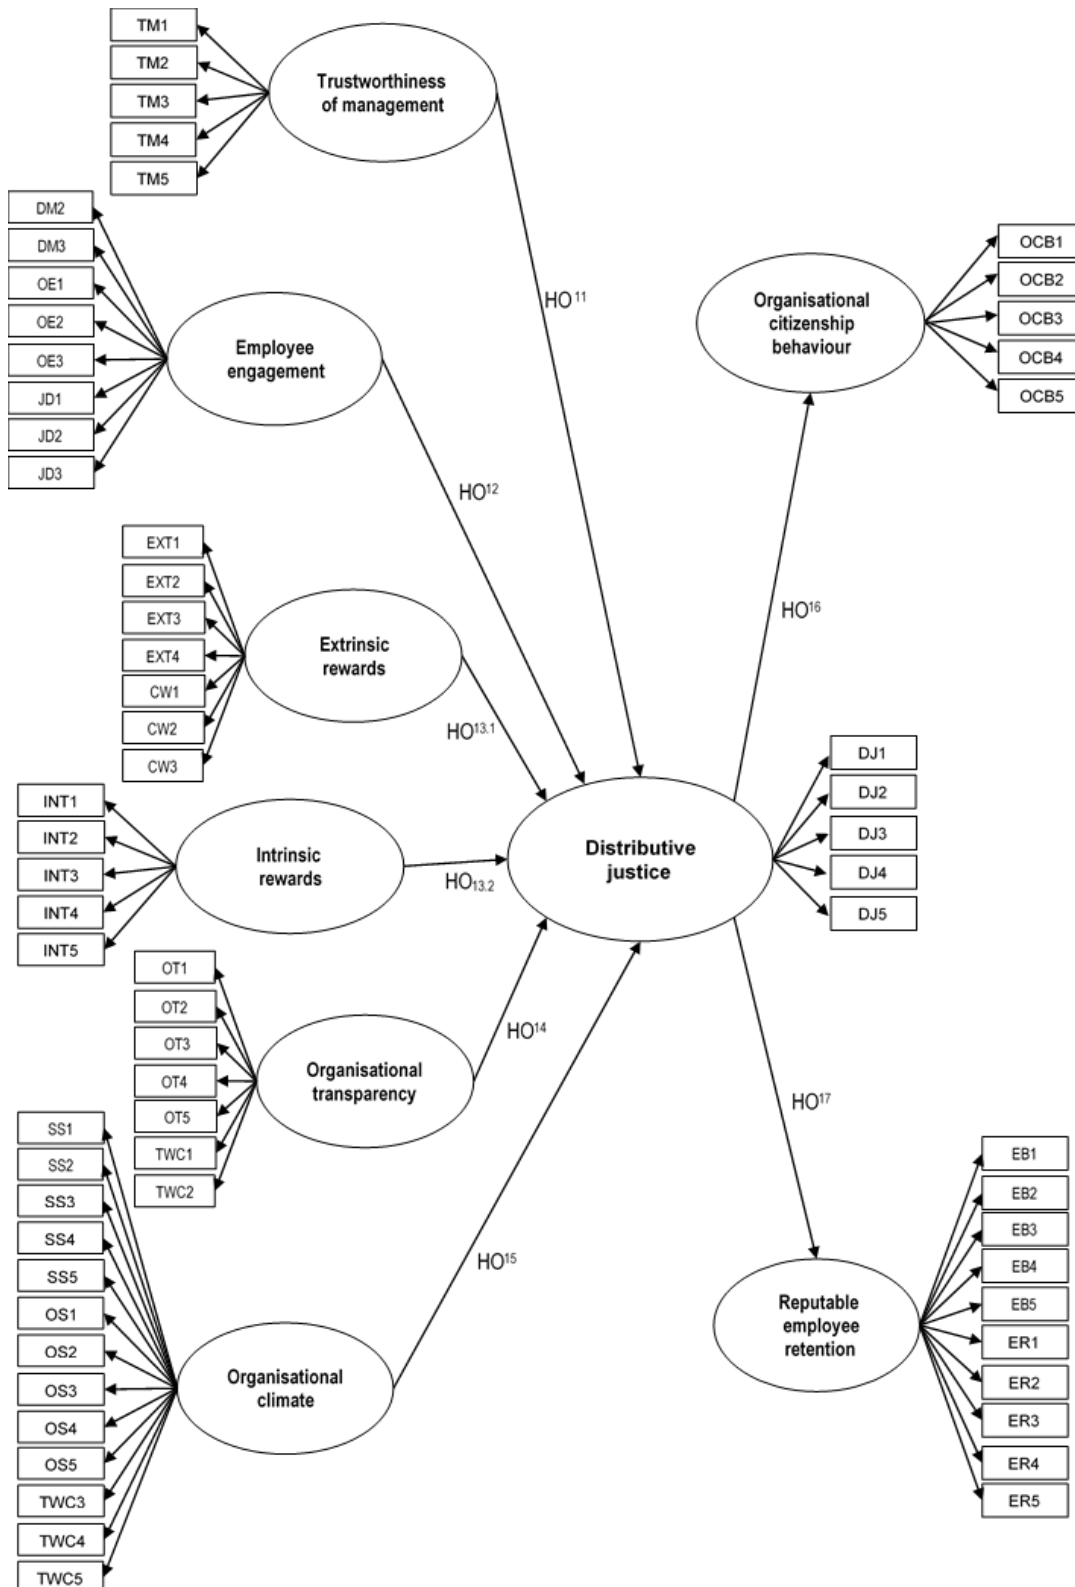 TM1
TM2
TM3
TM4
TM5
Trustworthiness
of management
DM2
DM3
OE1
OE2
OE3
JD1
JD2
JD3
Employee
engagement
HO11
HO12
OCB1
OCB2
OCB3
OCB4
OCB5
Organisational
citizenship
behaviour
EXT1
EXT2
EXT3
EXT4
CW1
CW2
CW3
Extrinsic
rewards
HO13.1
HO16
INT1
INT2
INT3
INT4
INT5
Intrinsic
rewards
HO13.2
Distributive
justice
DJ1
DJ2
DJ3
DJ4
DJ5
OT1
OT2
OT3
OT4
OT5
TWC1
TWC2
Organisational
transparency
HO14
HO15
HO17
SS1
SS2
SS3
SS4
SS5
OS1
OS2
OS3
OS4
OS5
TWC3
TWC4
TWC5
Organisational
climate
Reputable
employee
retention
EB1
EB2
EB3
EB4
EB5
ER1
ER2
ER3
ER4
ER5